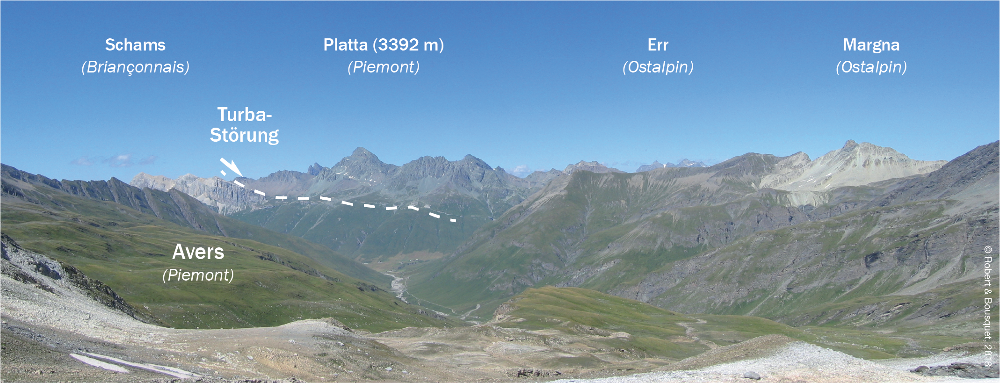 Schams
(Briançonnais)
Platta (3392 m)
(Piemont)
Err
(Ostalpin)
Margna
(Ostalpin)
Turba-
Störung
Avers
(Piemont)
© Robert & Bousquet, 2018